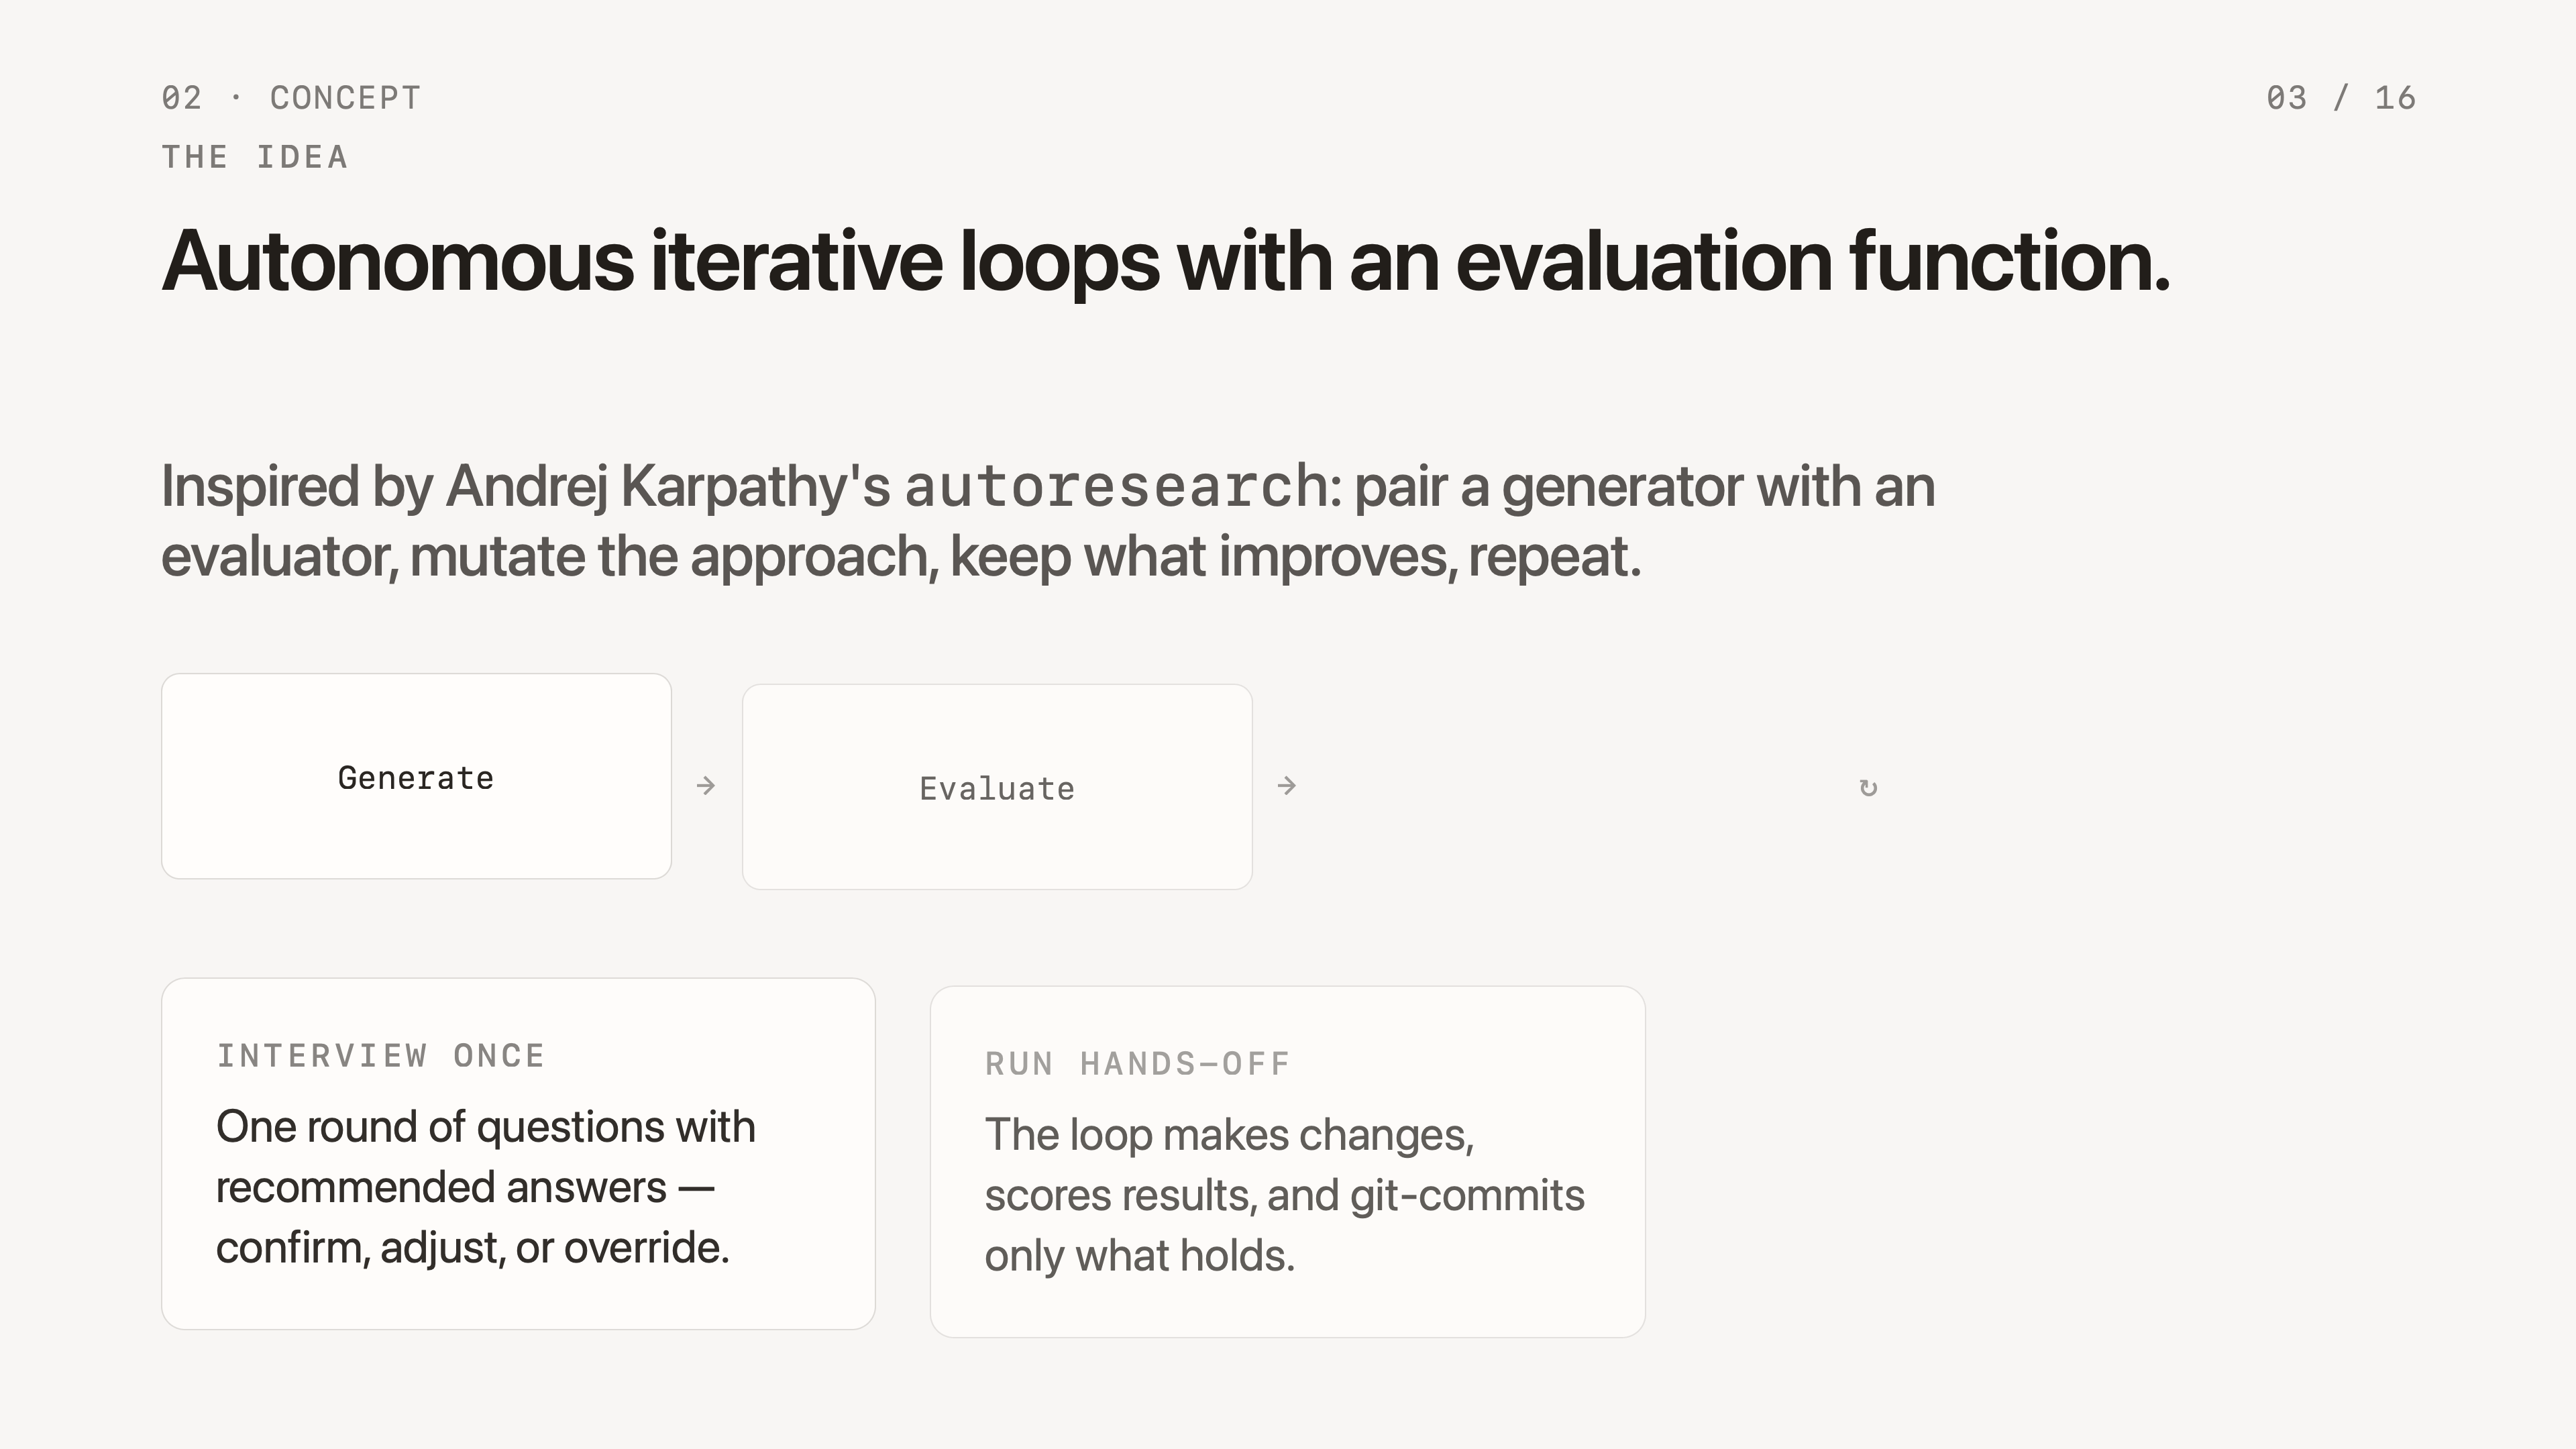 02 · CONCEPT
03 / 16
THE IDEA
Autonomous iterative loops with an evaluation function.
Inspired by Andrej Karpathy's autoresearch: pair a generator with an
evaluator, mutate the approach, keep what improves, repeat.
Generate
→
Evaluate
→
↻
INTERVIEW ONCE
One round of questions with
recommended answers —
confirm, adjust, or override.
RUN HANDS-OFF
The loop makes changes,
scores results, and git-commits
only what holds.